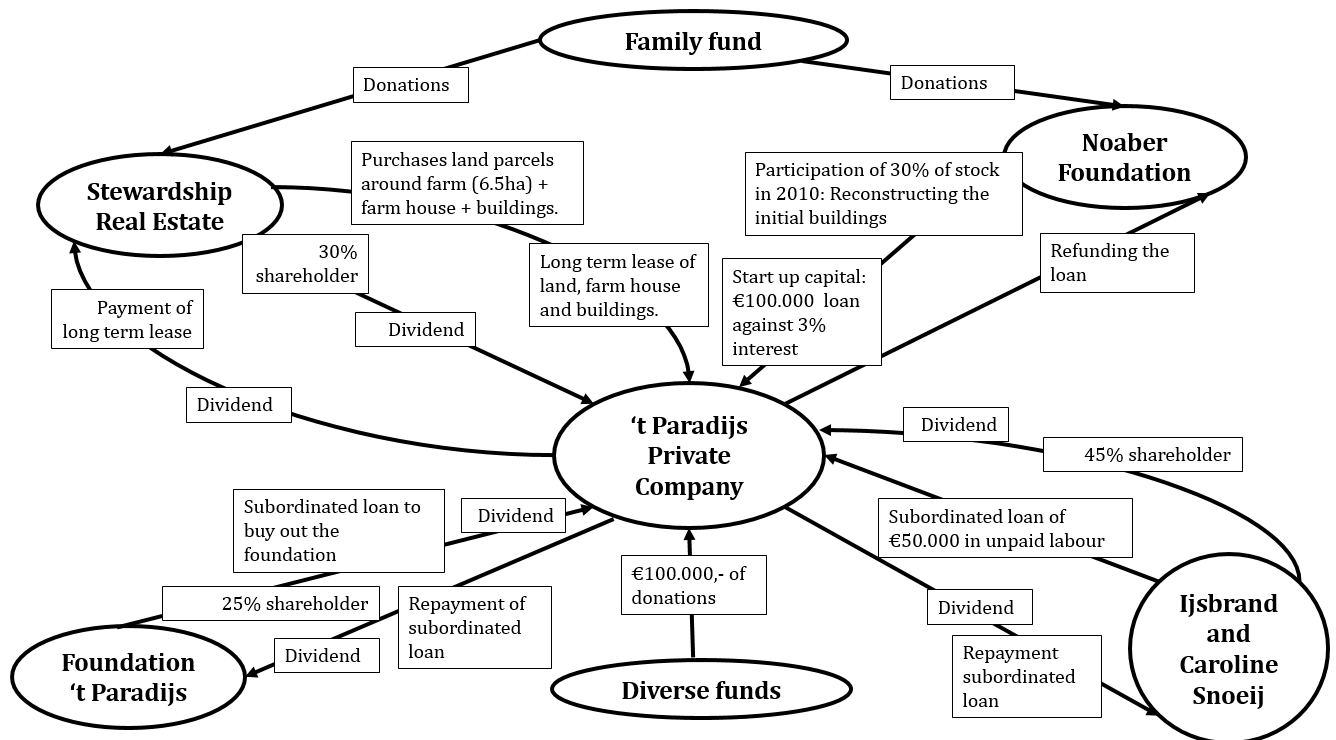 Family fund
Donations
Donations
Noaber
Foundation
Stewardship
Real Estate
Purchases land parcels
around farm (6.5ha) +
farm house + buildings.
Participation of 30% of stock
in 2010: Reconstructing the
initial buildings
30%
shareholder
Long term lease of
land, farm house
and buildings.
Start up capital:
€100.000 loan
against 3%
interest
Refunding the
loan
Payment of
long term lease
Dividend
Dividend
‘t Paradijs
Private
Company
Dividend
45% shareholder
Subordinated loan to
buy out the
foundation
Dividend
Subordinated loan of
€50.000 in unpaid labour
€100.000,- of
donations
25% shareholder
Repayment of
subordinated
loan
Dividend
Dividend
Repayment
subordinated
loan
Ijsbrand
and
Caroline
Snoeij
Foundation
‘t Paradijs
Diverse funds